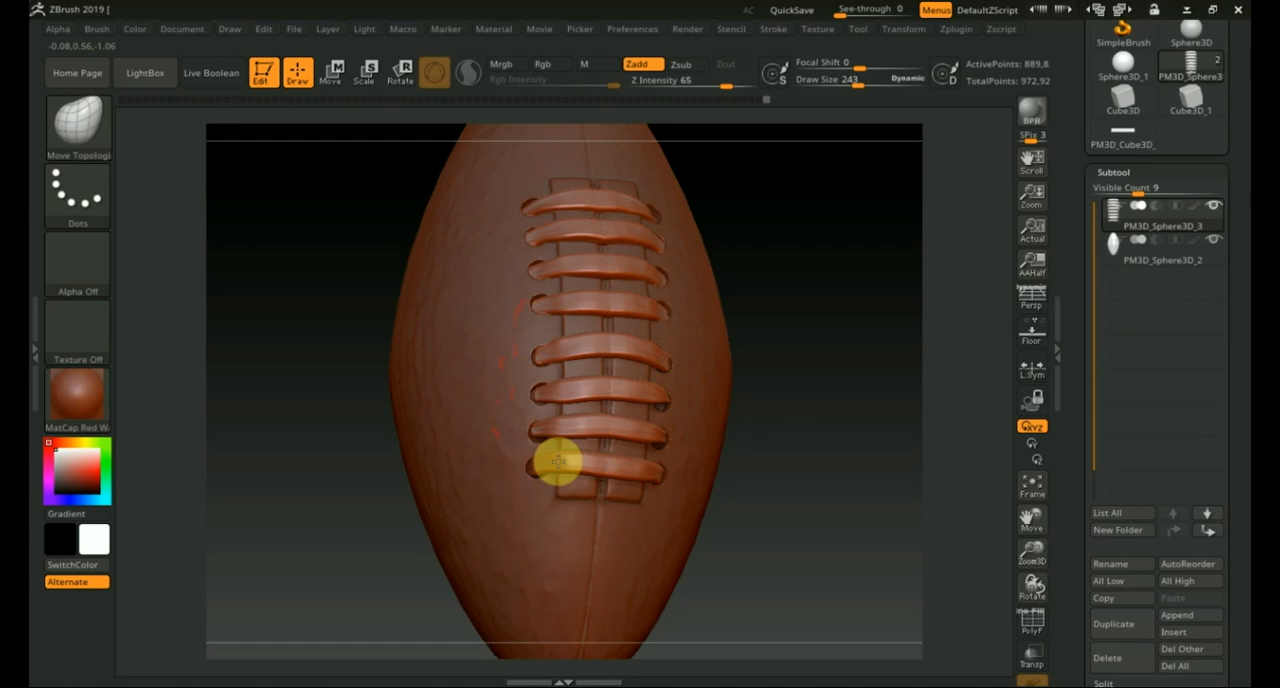 ZBrush 2019 [
AC QuickSave See-through 0 Menus DefaultZScript
Alpha Brush Color Document Draw Edit File Layer Light Macro Marker Material Movie Picker Preferences Render Stencil Stroke Texture Tool Transform Zplugin Zscript
-0.08,0.56,-1.06
Home Page LightBox Live Boolean Edit Draw Move Scale Rotate
Mrgb Rgb M Zadd Zsub Zcut
Rgb Intensity Z Intensity 65
Focal Shift 0 ActivePoints: 889,8
Draw Size 243 Dynamic TotalPoints: 972,92
S D
Move Topologi
Dots
Alpha Off
Texture Off
MatCap Red W
Gradient
SwitchColor
Alternate
BPR
SPix 3
Scroll
Zoom
Actual
AAHalf
Dynamic
Persp
Floor
L.Sym
XYZ
Frame
Move
Zoom3D
Rotate
Line Fill
PolyF
Transp
SimpleBrush Sphere3D
2
Sphere3D_1 PM3D_Sphere3
Cube3D Cube3D_1
PM3D_Cube3D_
Subtool
Visible Count 9
PM3D_Sphere3D_3
PM3D_Sphere3D_2
List All
New Folder
Rename AutoReorder
All Low All High
Copy Paste
Duplicate Append
Insert
Delete Del Other
Del All
Split